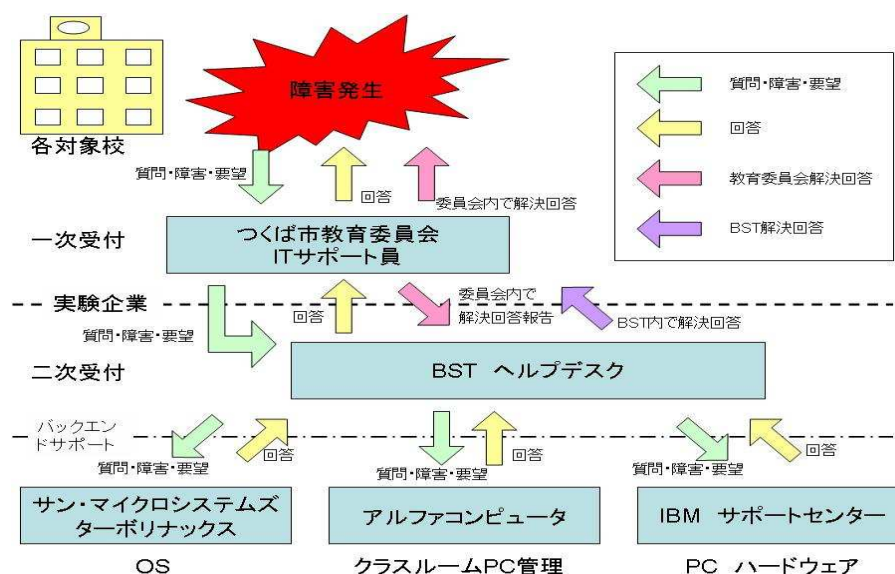 障害発生
各対象校
質問・障害・要望
回答
委員会内で解決回答
質問・障害・要望
回答
教育委員会解決回答
BST解決回答
一次受付
つくば市教育委員会
ITサポート員
実験企業
質問・障害・要望
回答
委員会内で
解決回答報告
BST内で解決回答
二次受付
BST ヘルプデスク
バックエン
ドサポート
質問・障害・要望
回答
質問・障害・要望
回答
質問・障害・要望
回答
サン・マイクロシステムズ
ターボリナックス
アルファコンピュータ
IBM サポートセンター
OS
クラスルームPC管理
PC ハードウェア